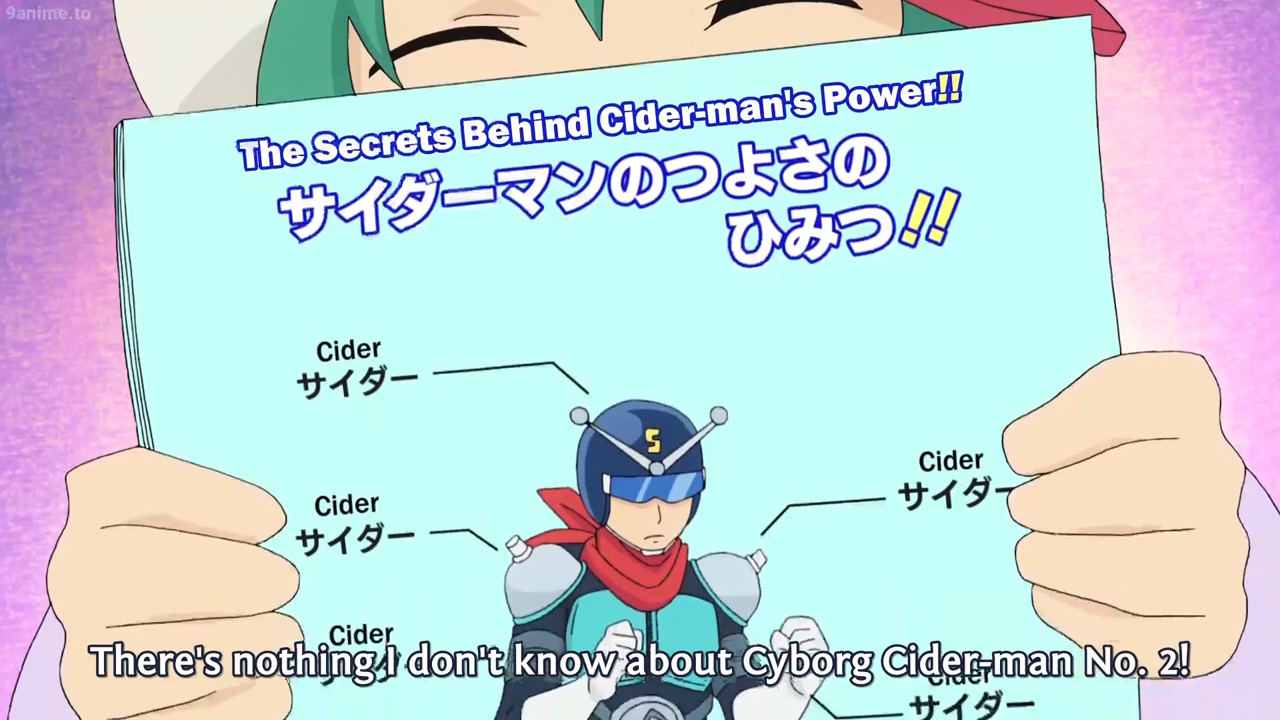 9anime.to
The Secrets Behind Cider-man's Power!!
サイダーマンのつよさの
ひみつ!!
Cider
サイダー
Cider
サイダー
Cider
サイダー
S
Cider
There's nothing I don't know about Cyborg Cider-man No. 2!
Cider
サイダー